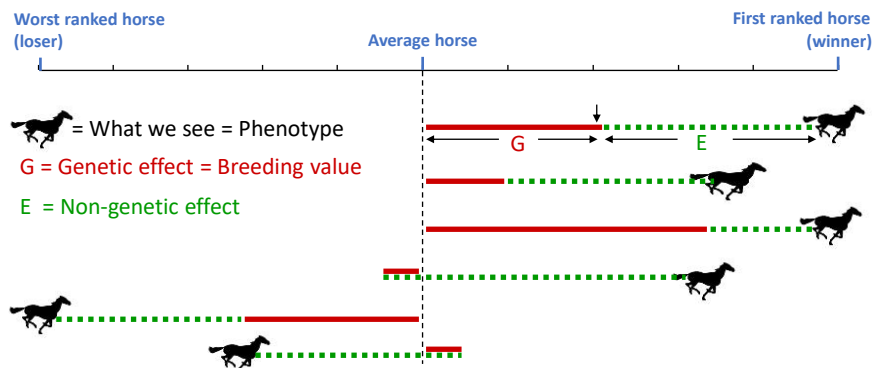 Worst ranked horse
(loser)
Average horse
First ranked horse
(winner)
= What we see = Phenotype
G = Genetic effect = Breeding value
E = Non-genetic effect
G
E